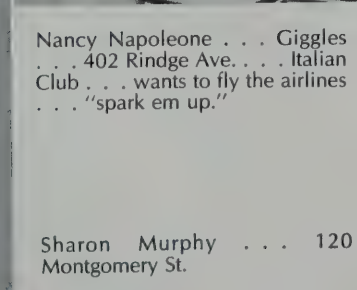 Nancy Napoleone . . . Giggles
. . . 402 Rindge Ave. . . . Italian
Club . . . wants to fly the airlines
. . . "spark em up."
Sharon Murphy . . . 120
Montgomery St.